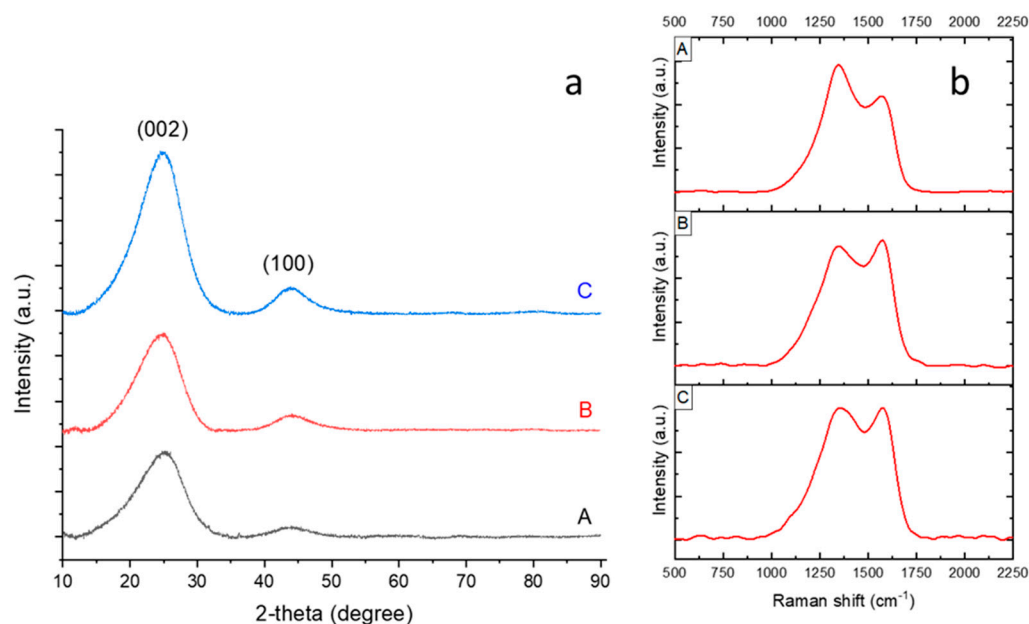 a
(002)
(100)
C
B
A
Intensity (a.u.)
10 20 30 40 50 60 70 80 90
2-theta (degree)
500 750 1000 1250 1500 1750 2000 2250
A
b
Intensity (a.u.)
B
Intensity (a.u.)
C
Intensity (a.u.)
500 750 1000 1250 1500 1750 2000 2250
Raman shift (cm⁻¹)